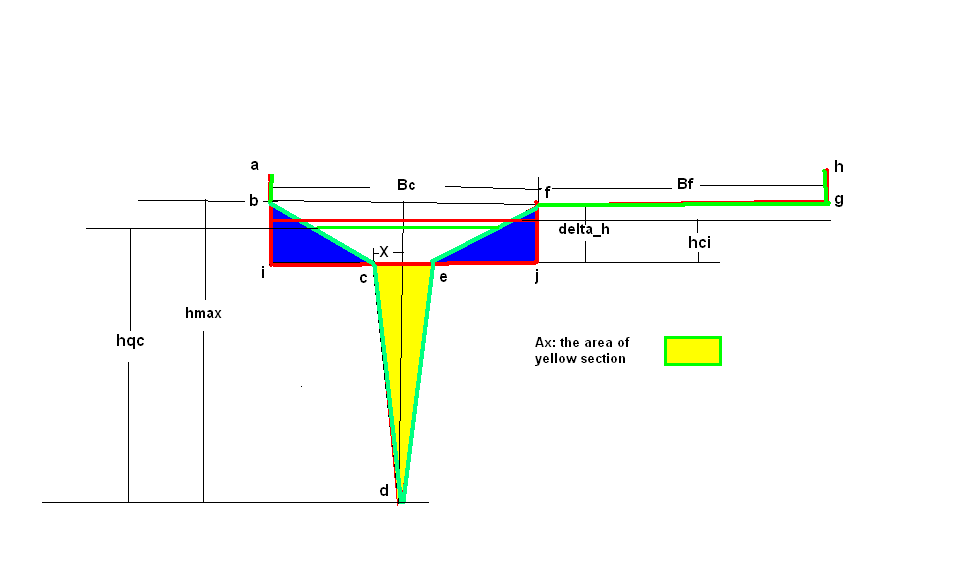 a
h
Bc
Bf
f
b
g
delta_h
hci
X
i
c
e
j
hmax
hqc
Ax: the area of
yellow section
d